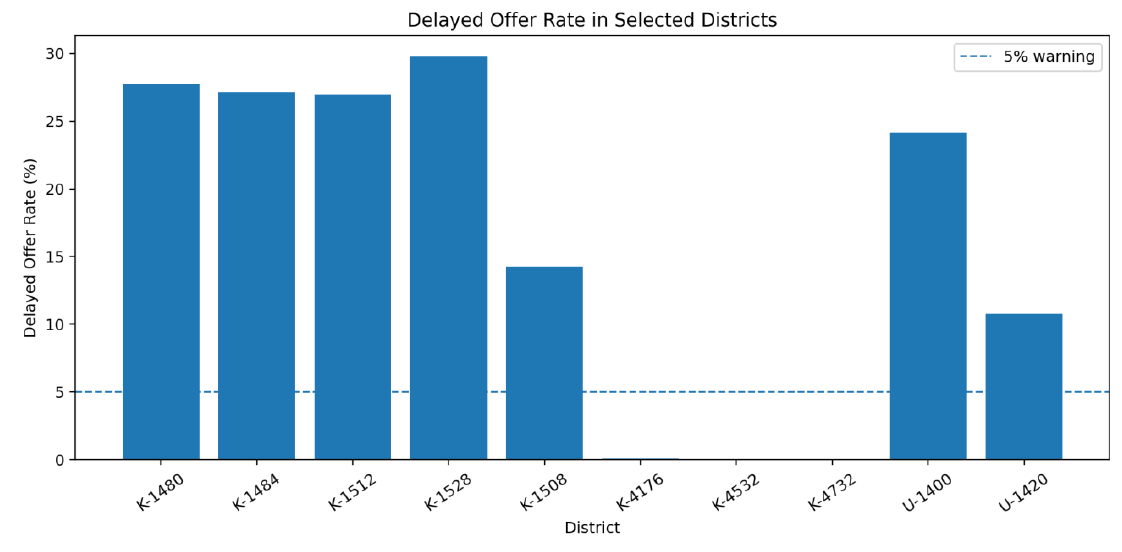 Delayed Offer Rate in Selected Districts
5% warning
Delayed Offer Rate (%)
30
25
20
15
10
5
0
K-1480
K-1484
K-1512
K-1528
K-1508
K-4176
K-4532
K-4732
U-1400
U-1420
District